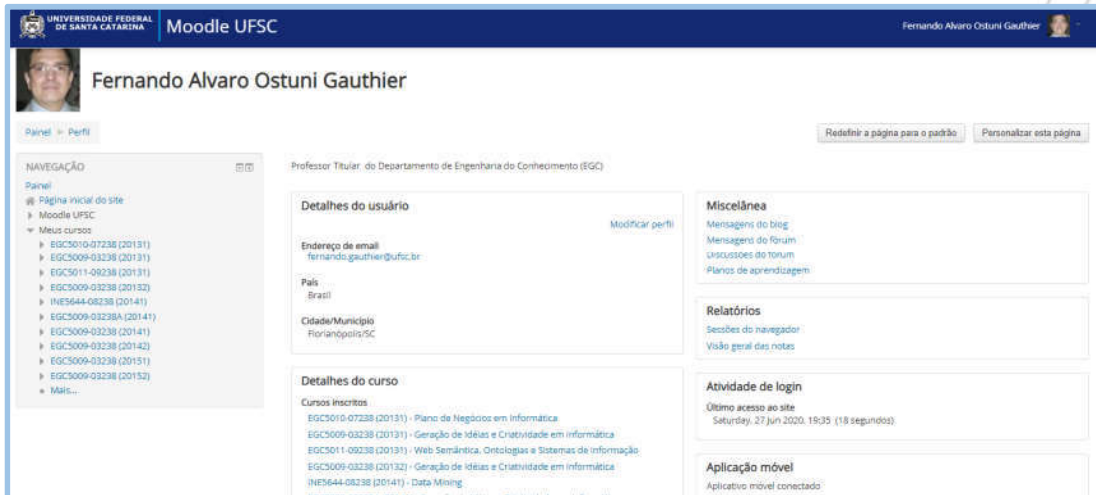 UNIVERSIDADE FEDERAL
DE SANTA CATARINA
Moodle UFSC
Fernando Alvaro Ostuni Gauthier
Fernando Alvaro Ostuni Gauthier
Painel
Perfil
Redefinir a página para o padrão
Personalizar esta página
NAVEGAÇÃO
Painel
Página inicial do site
Moodle UFSC
Meus cursos
EGC5010-07238 (20131)
EGC5009-03238 (20131)
EGC5011-09238 (20131)
EGC5009-03238 (20132)
INE5644-08238 (20141)
EGC5009-03238A (20141)
EGC5009-03238 (20141)
EGC5009-03238 (20142)
EGC5009-03238 (20151)
EGC5009-03238 (20152)
Mais...
Professor Titular do Departamento de Engenharia do Conhecimento (EGC)
Detalhes do usuário
Modificar perfil
Endereço de email
fernando.gauthier@ufsc.br
País
Brasil
Cidade/Município
Florianópolis/SC
Detalhes do curso
Cursos inscritos
EGC5010-07238 (20131) - Plano de Negócios em Informática
EGC5009-03238 (20131) - Geração de Idéias e Criatividade em Informática
EGC5011-09238 (20131) - Web Semântica, Ontologias e Sistemas de Informação
EGC5009-03238 (20132) - Geração de Idéias e Criatividade em Informática
INE5644-08238 (20141) - Data Mining
Miscelânea
Mensagens do blog
Mensagens do fórum
Discussões do fórum
Planos de aprendizagem
Relatórios
Sessões do navegador
Visão geral das notas
Atividade de login
Último acesso ao site
Saturday, 27 Jun 2020, 19:35 (18 segundos)
Aplicação móvel
Aplicativo móvel conectado